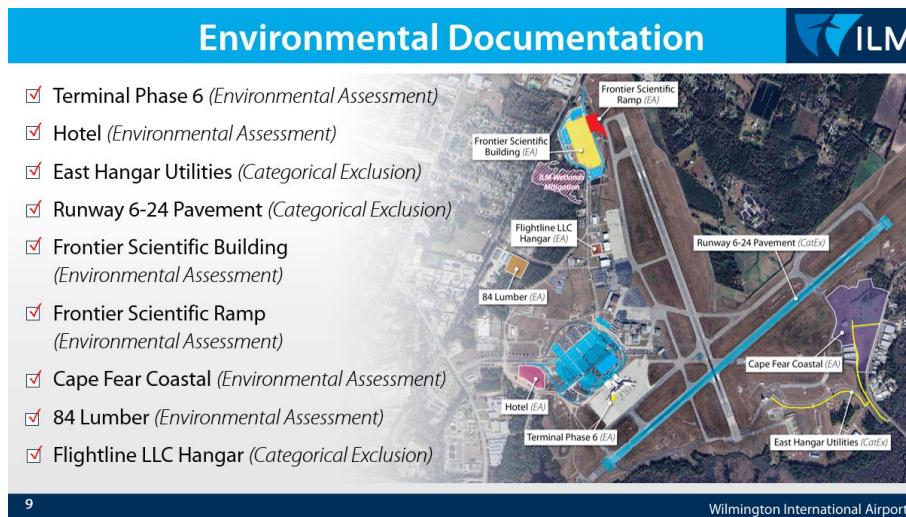 Environmental Documentation
ILM
Terminal Phase 6 (Environmental Assessment)
Hotel (Environmental Assessment)
East Hangar Utilities (Categorical Exclusion)
Runway 6-24 Pavement (Categorical Exclusion)
Frontier Scientific Building
(Environmental Assessment)
Frontier Scientific Ramp
(Environmental Assessment)
Cape Fear Coastal (Environmental Assessment)
84 Lumber (Environmental Assessment)
Flightline LLC Hangar (Categorical Exclusion)
Frontier Scientific
Ramp (EA)
Frontier Scientific
Building (EA)
ILM Wetlands
Mitigation
Flightline LLC
Hangar (EA)
Runway 6-24 Pavement (CatEx)
84 Lumber (EA)
Cape Fear Coastal (EA)
Hotel (EA)
Terminal Phase 6 (EA)
East Hangar Utilities (CatEx)
9
Wilmington International Airport